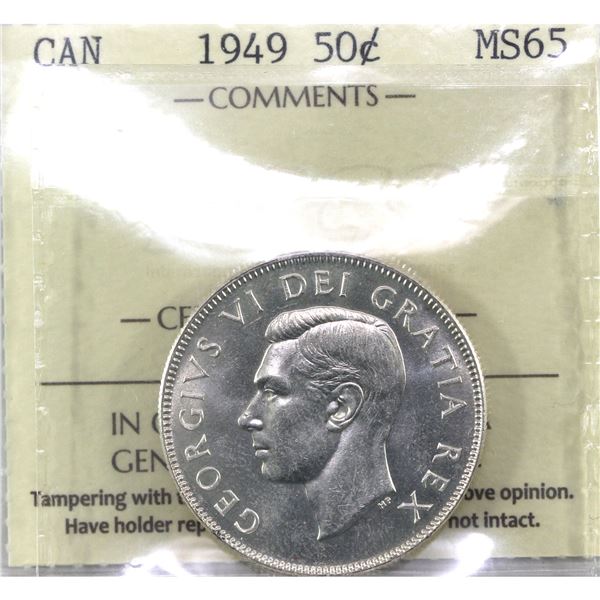 CAN 1949 50¢ MS65
— COMMENTS —
GEORGIVS VI DEI GRATIA REX
HP
— CE
IN
GEN
Tampering with ove opinion.
Have holder rep not intact.